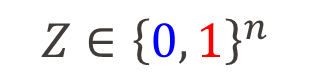 Z ∈ {0, 1}ⁿ